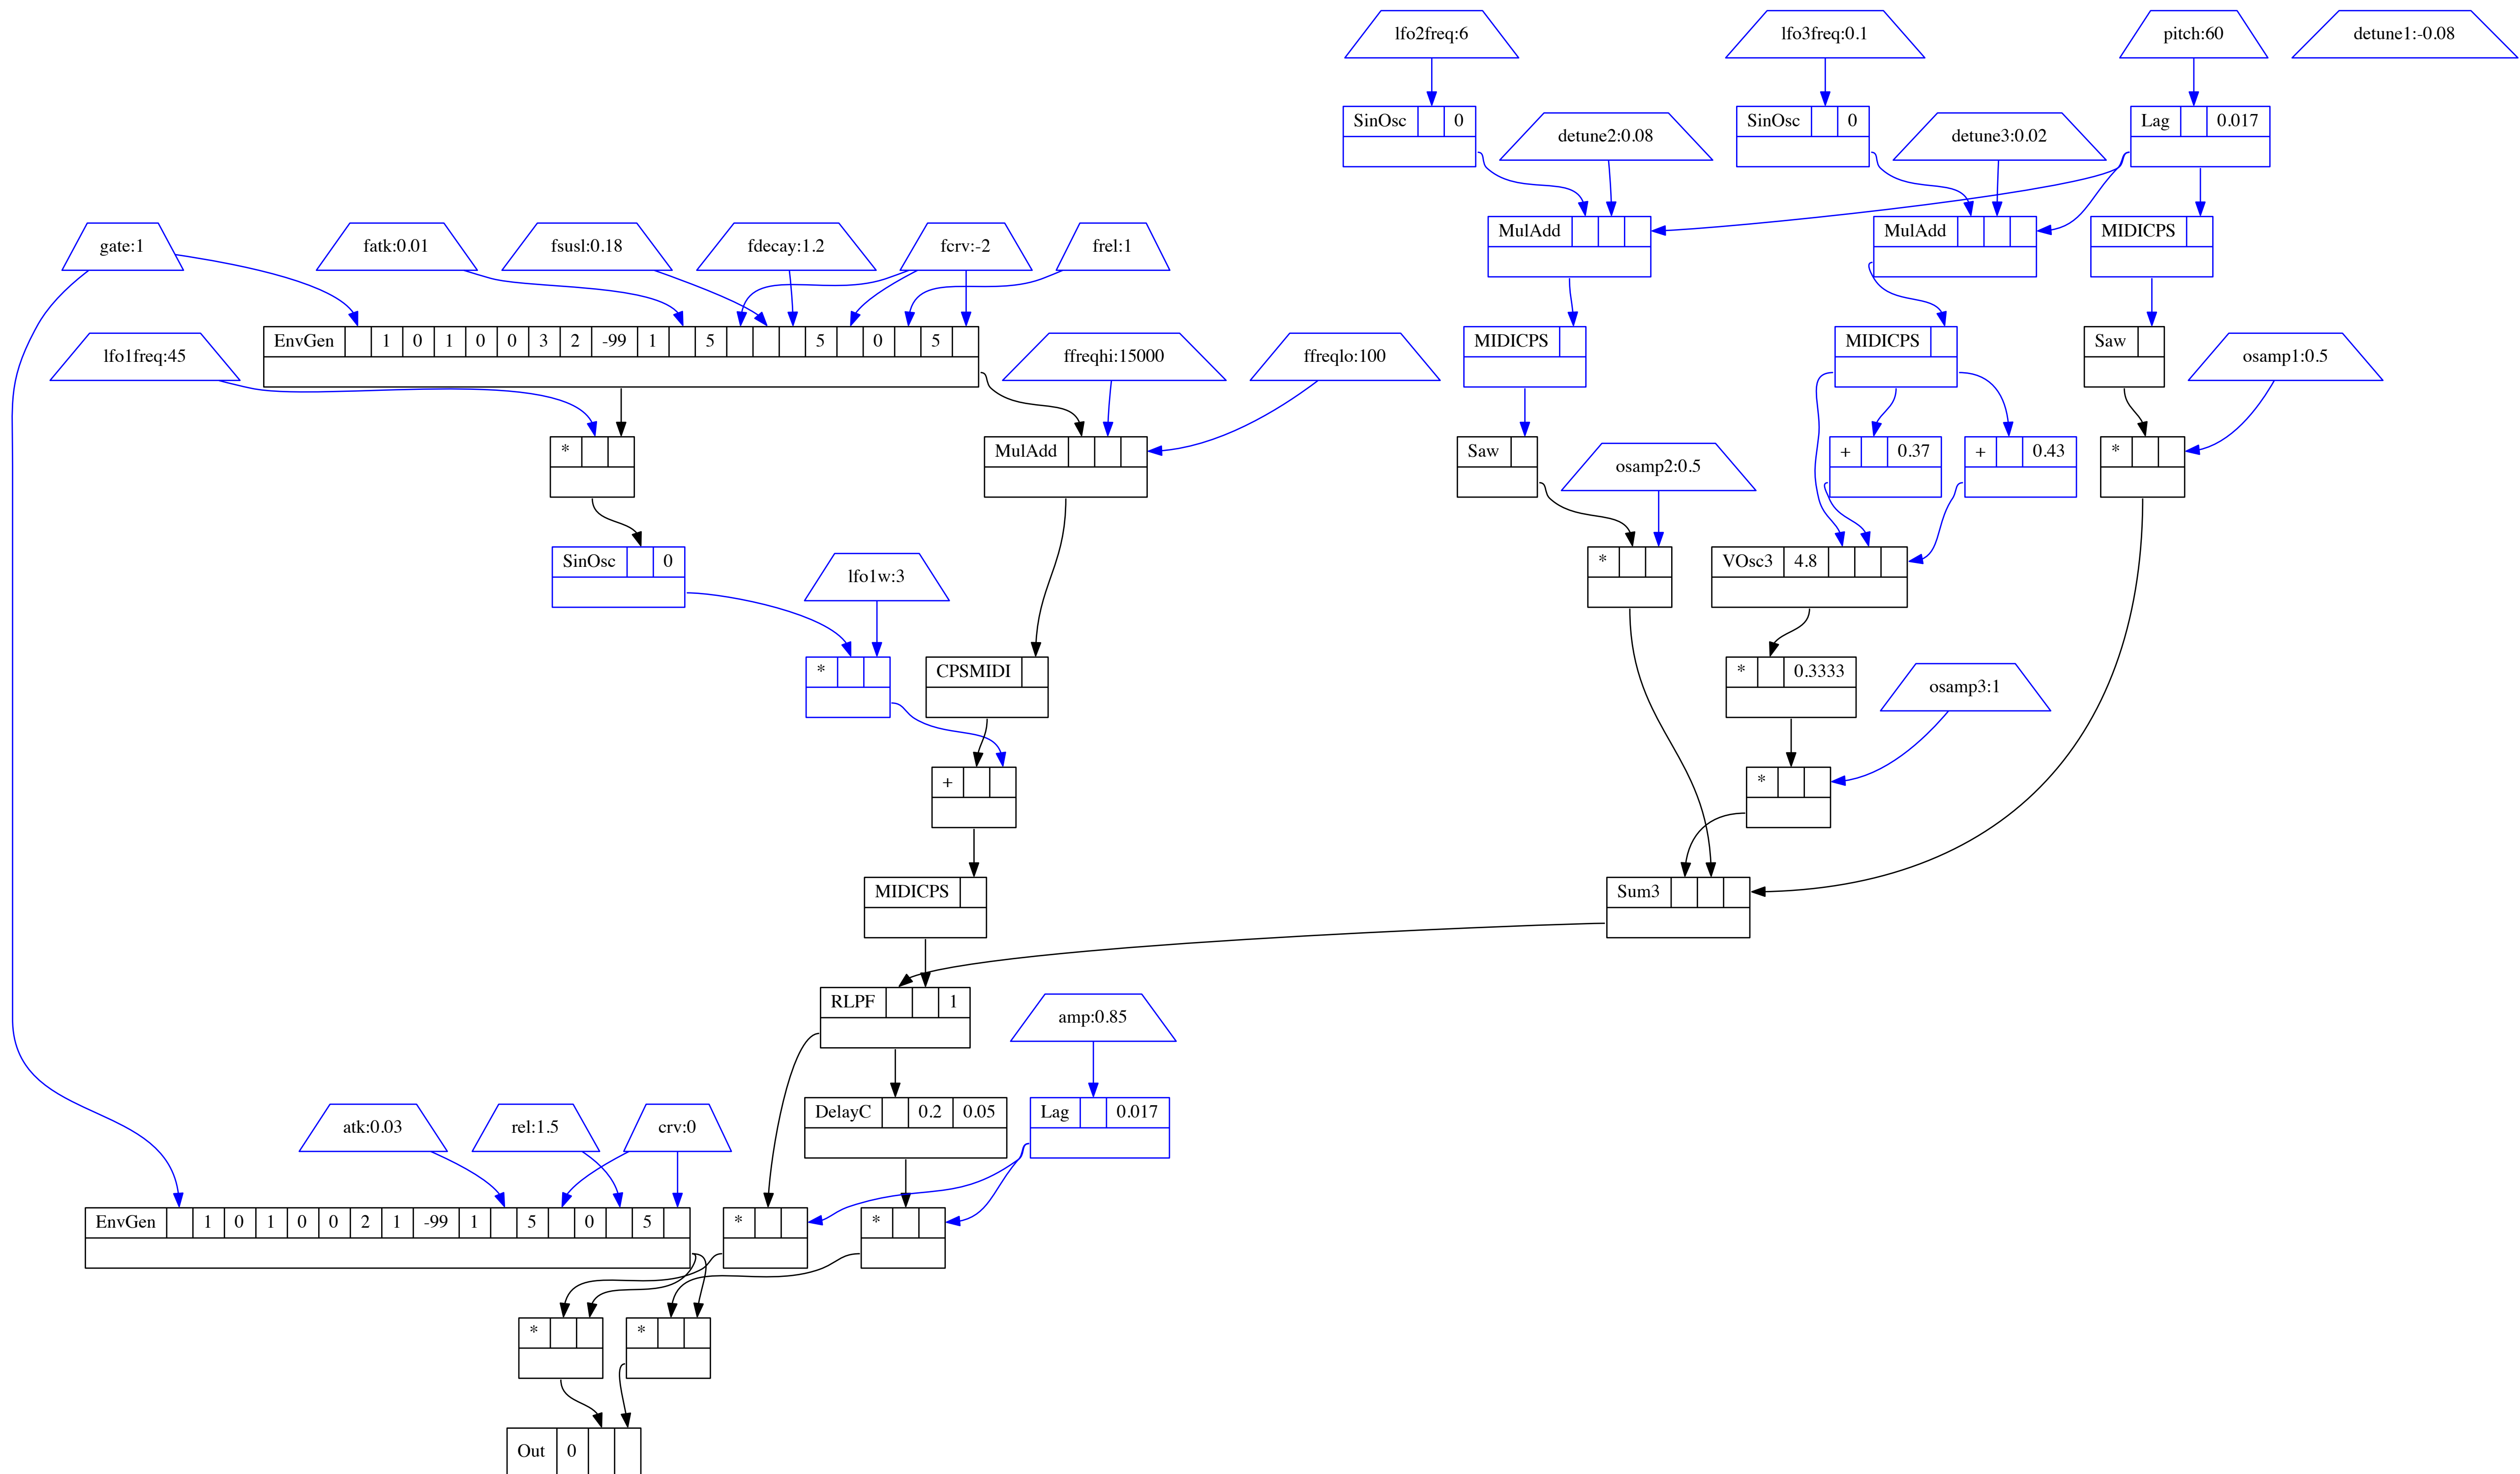 lfo2freq:6
lfo3freq:0.1
pitch:60
detune1:-0.08
SinOsc 0
detune2:0.08
SinOsc 0
detune3:0.02
Lag 0.017
gate:1
fatk:0.01
fsusl:0.18
fdecay:1.2
fcrv:-2
frel:1
MulAdd
MulAdd
MIDICPS
lfo1freq:45
EnvGen 1 0 1 0 0 3 2 -99 1 5 5 0 5
ffreqhi:15000
ffreqlo:100
MIDICPS
MIDICPS
Saw
osamp1:0.5
*
MulAdd
Saw
osamp2:0.5
+ 0.37
+ 0.43
*
SinOsc 0
lfo1w:3
*
VOsc3 4.8
*
CPSMIDI
* 0.3333
osamp3:1
+
*
MIDICPS
Sum3
RLPF 1
amp:0.85
atk:0.03
rel:1.5
crv:0
DelayC 0.2 0.05
Lag 0.017
EnvGen 1 0 1 0 0 2 1 -99 1 5 0 5
*
*
*
*
Out 0